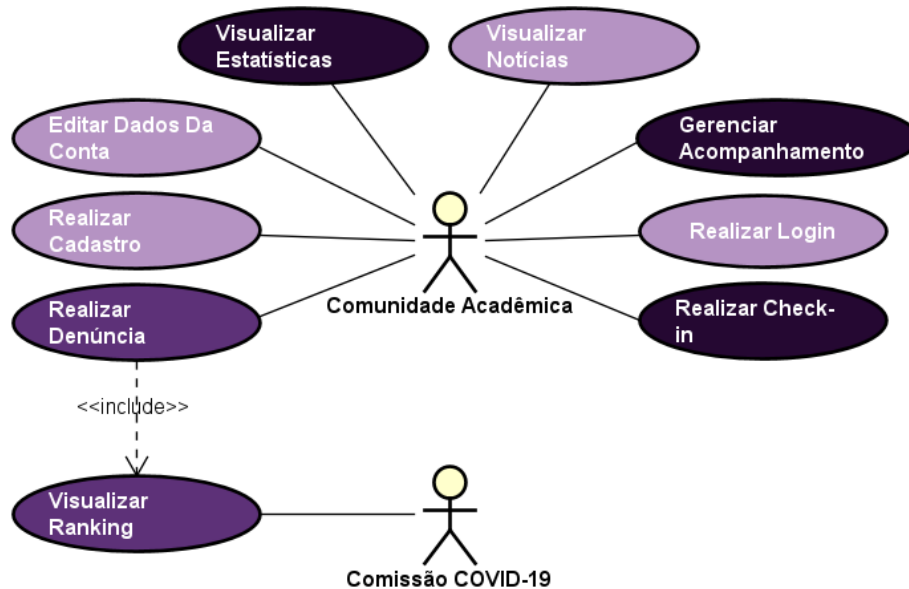 Visualizar
Estatísticas
Visualizar
Notícias
Editar Dados Da
Conta
Gerenciar
Acompanhamento
Realizar
Cadastro
Realizar Login
Comunidade Acadêmica
Realizar
Denúncia
Realizar Check-
in
<<include>>
Visualizar
Ranking
Comissão COVID-19